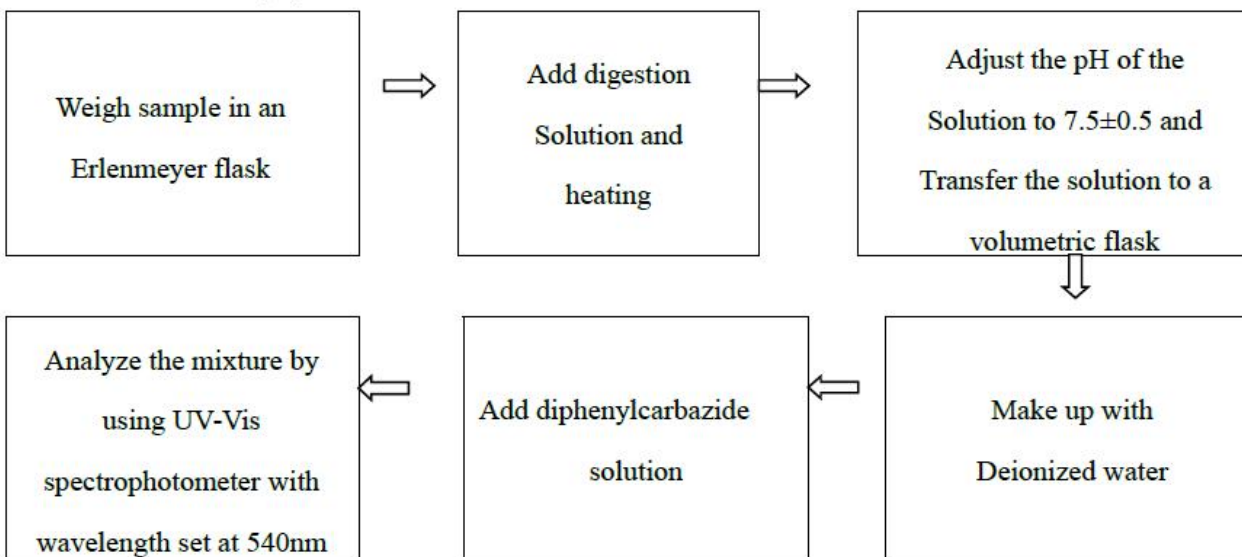 Weigh sample in an
Erlenmeyer flask
Add digestion
Solution and
heating
Adjust the pH of the
Solution to 7.5±0.5 and
Transfer the solution to a
volumetric flask
Make up with
Deionized water
Add diphenylcarbazide
solution
Analyze the mixture by
using UV-Vis
spectrophotometer with
wavelength set at 540nm